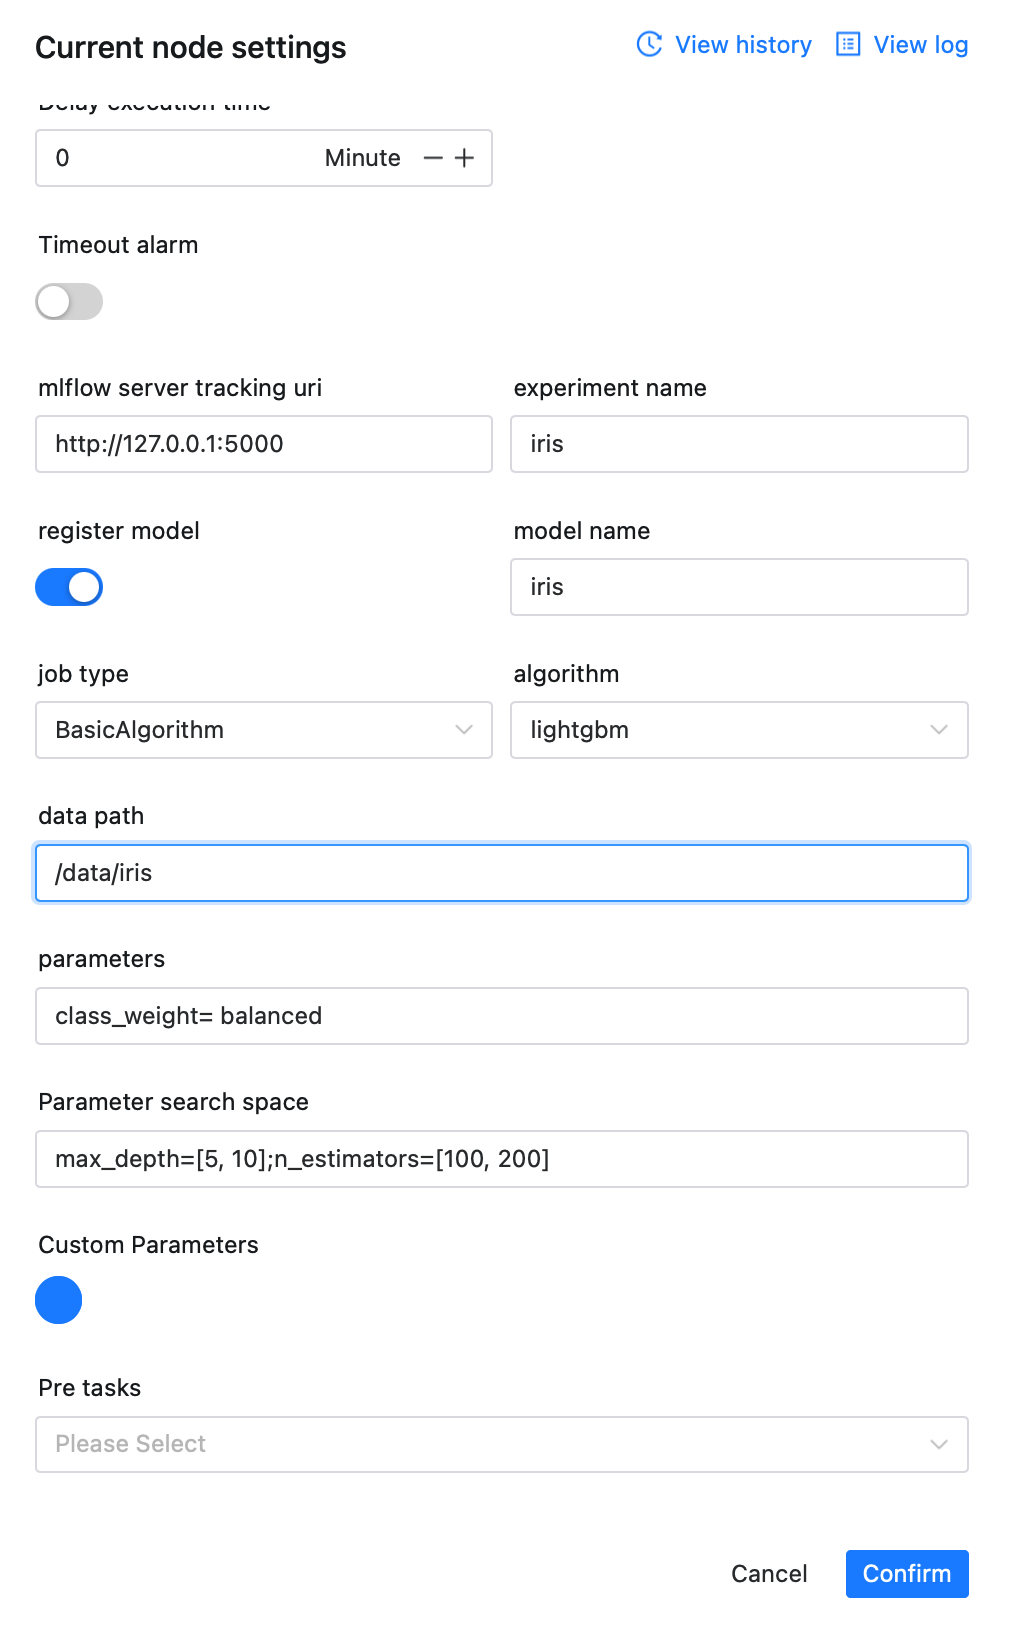 Current node settings
View history
View log
Delay execution time
0
Minute
Timeout alarm
mlflow server tracking uri
experiment name
http://127.0.0.1:5000
iris
register model
model name
iris
job type
algorithm
BasicAlgorithm
lightgbm
data path
/data/iris
parameters
class_weight= balanced
Parameter search space
max_depth=[5, 10];n_estimators=[100, 200]
Custom Parameters
Pre tasks
Please Select
Cancel
Confirm